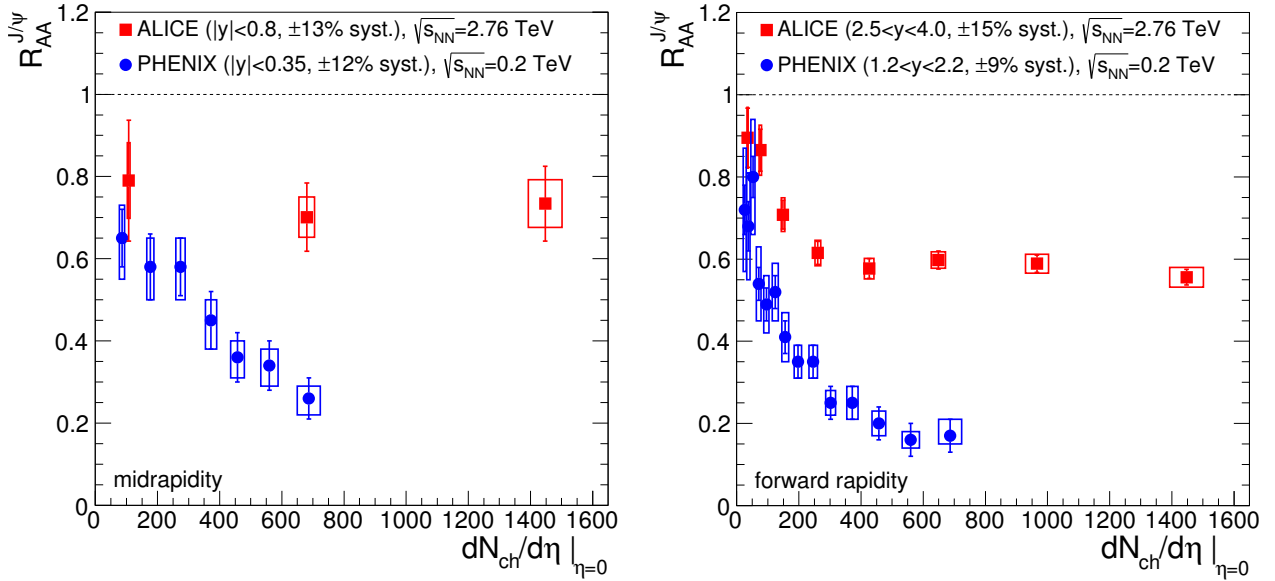 R_AA^J/ψ
ALICE (|y|<0.8, ±13% syst.), √s_NN=2.76 TeV
PHENIX (|y|<0.35, ±12% syst.), √s_NN=0.2 TeV
1.2
1
0.8
0.6
0.4
0.2
0
midrapidity
0 200 400 600 800 1000 1200 1400 1600
dN_ch/dη |_η=0
R_AA^J/ψ
ALICE (2.5<y<4.0, ±15% syst.), √s_NN=2.76 TeV
PHENIX (1.2<y<2.2, ±9% syst.), √s_NN=0.2 TeV
1.2
1
0.8
0.6
0.4
0.2
0
forward rapidity
0 200 400 600 800 1000 1200 1400 1600
dN_ch/dη |_η=0